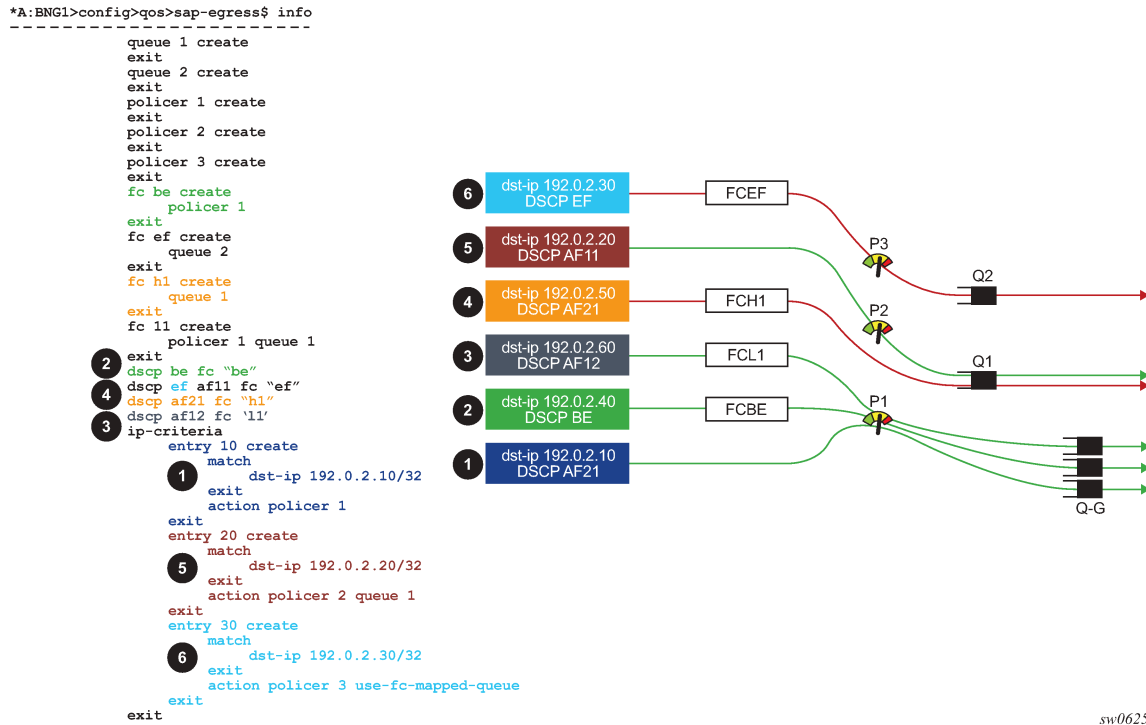 *A:BNG1>config>qos>sap-egress$ info
- - - - - - - - - - - - - - - - - - - - - - -
queue 1 create
exit
queue 2 create
exit
policer 1 create
exit
policer 2 create
exit
policer 3 create
exit
fc be create
policer 1
exit
fc ef create
queue 2
exit
fc h1 create
queue 1
exit
fc 11 create
policer 1 queue 1
exit
2 dscp be fc “be”
dscp ef af11 fc “ef”
4 dscp af21 fc “h1”
dscp af12 fc ‘l1’
3 ip-criteria
entry 10 create
match
1 dst-ip 192.0.2.10/32
exit
action policer 1
exit
entry 20 create
match
5 dst-ip 192.0.2.20/32
exit
action policer 2 queue 1
exit
entry 30 create
match
6 dst-ip 192.0.2.30/32
exit
action policer 3 use-fc-mapped-queue
exit
exit
6 dst-ip 192.0.2.30
DSCP EF
FCEF
5 dst-ip 192.0.2.20
DSCP AF11
4 dst-ip 192.0.2.50
DSCP AF21
FCH1
3 dst-ip 192.0.2.60
DSCP AF12
FCL1
2 dst-ip 192.0.2.40
DSCP BE
FCBE
1 dst-ip 192.0.2.10
DSCP AF21
P3
Q2
P2
Q1
P1
Q-G
sw0625